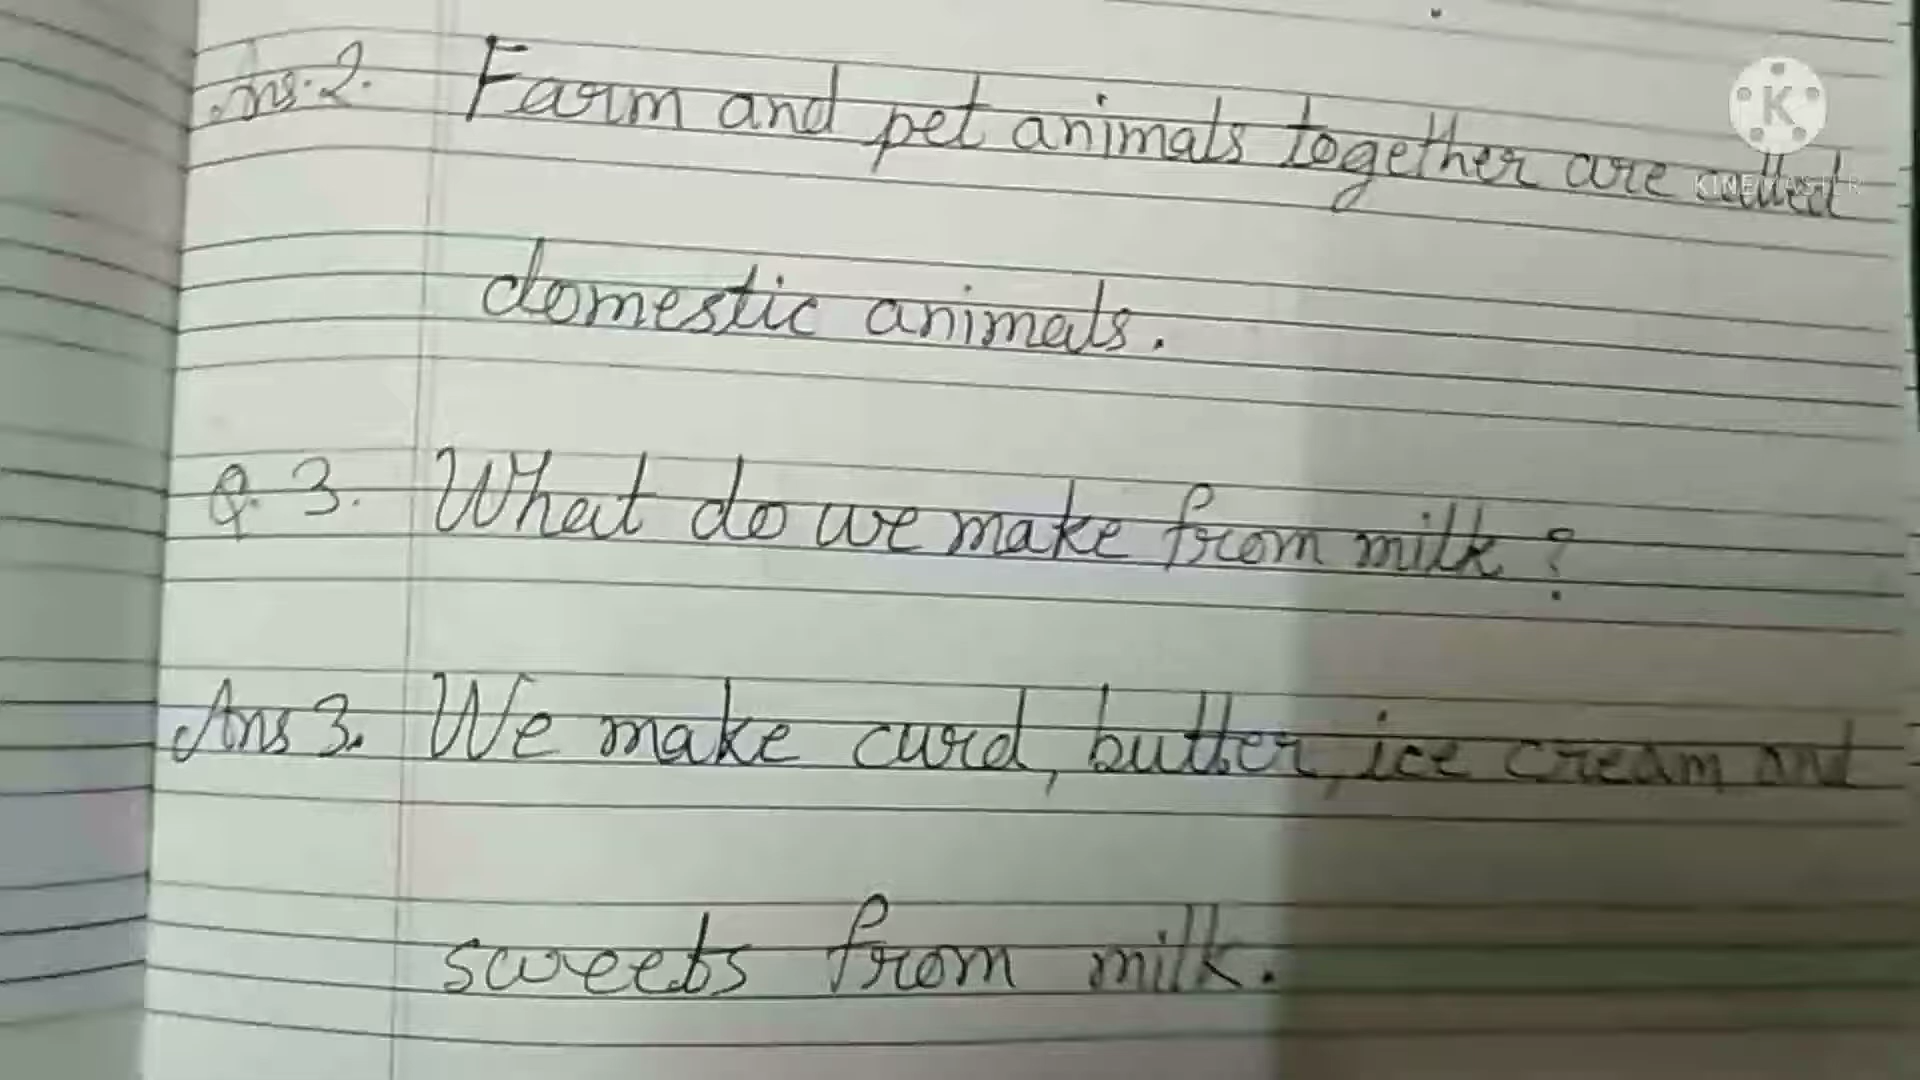 Ans.2. Farm and pet animals together are called
domestic animals.
Q. 3. What do we make from milk?
Ans 3. We make curd, butter, ice cream and
sweets from milk.
KINEMASTER